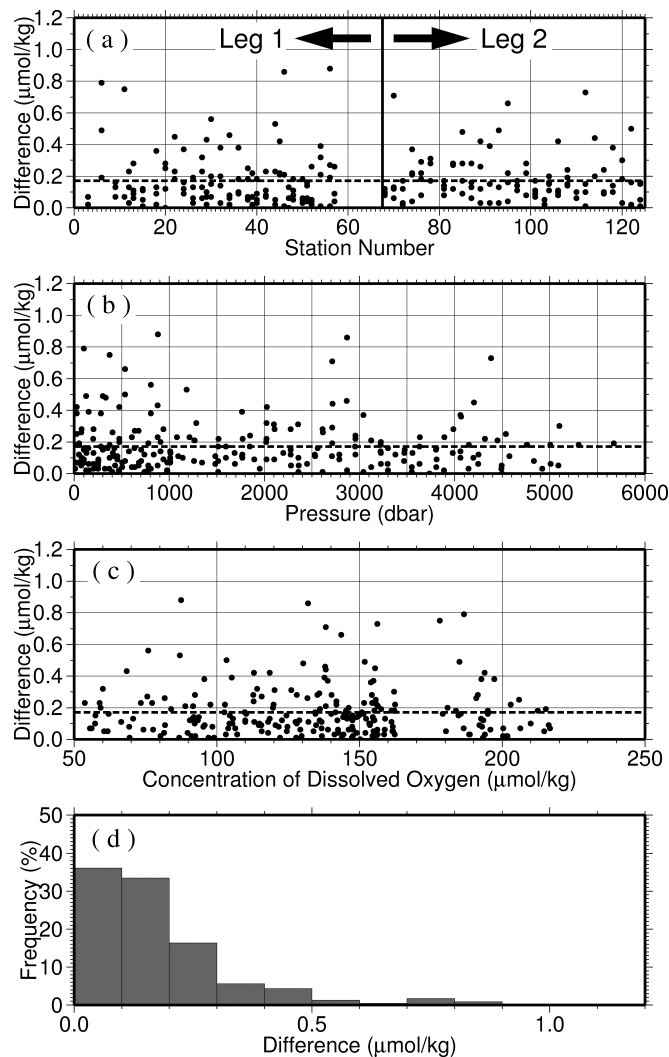 1.2
1.0
0.8
0.6
0.4
0.2
0.0
Difference (μmol/kg)
( a )
Leg 1
Leg 2
0 20 40 60 80 100 120
Station Number
1.2
1.0
0.8
0.6
0.4
0.2
0.0
Difference (μmol/kg)
( b )
0 1000 2000 3000 4000 5000 6000
Pressure (dbar)
1.2
1.0
0.8
0.6
0.4
0.2
0.0
Difference (μmol/kg)
( c )
50 100 150 200 250
Concentration of Dissolved Oxygen (μmol/kg)
50
40
30
20
10
0
Frequency (%)
( d )
0.0 0.5 1.0
Difference (μmol/kg)